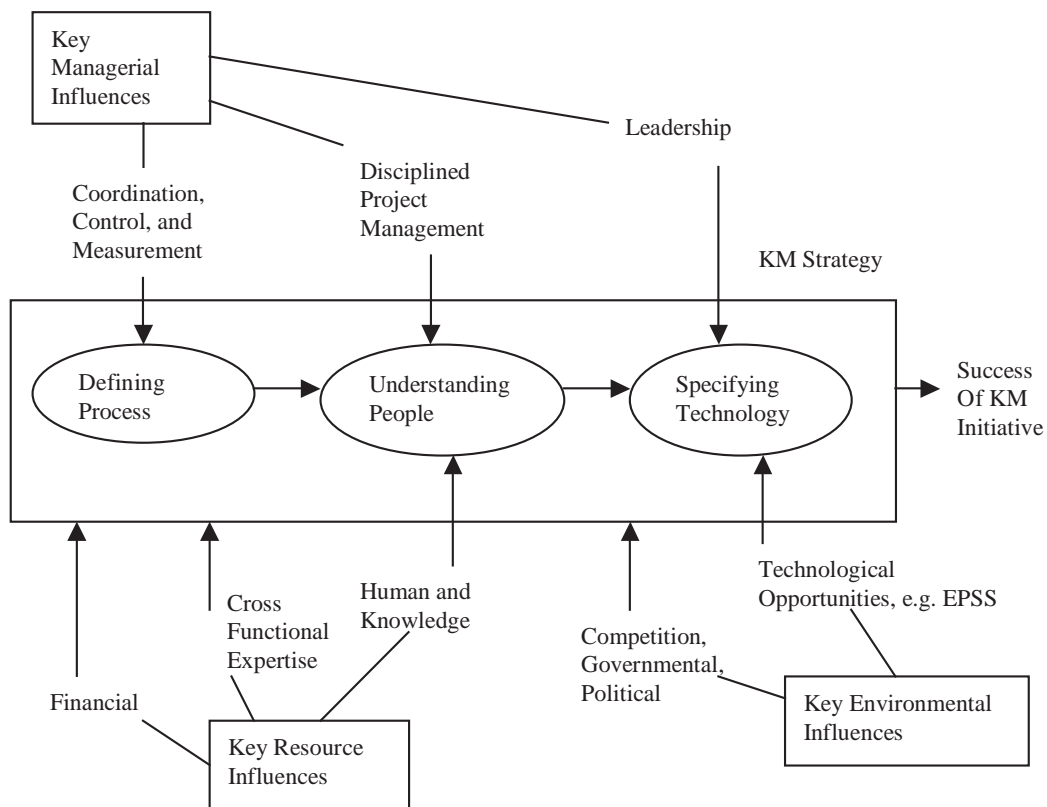 Key
Managerial
Influences
Leadership
Disciplined
Project
Management
Coordination,
Control, and
Measurement
KM Strategy
Defining
Process
Understanding
People
Specifying
Technology
Success
Of KM
Initiative
Financial
Cross
Functional
Expertise
Human and
Knowledge
Competition,
Governmental,
Political
Technological
Opportunities, e.g. EPSS
Key Resource
Influences
Key Environmental
Influences